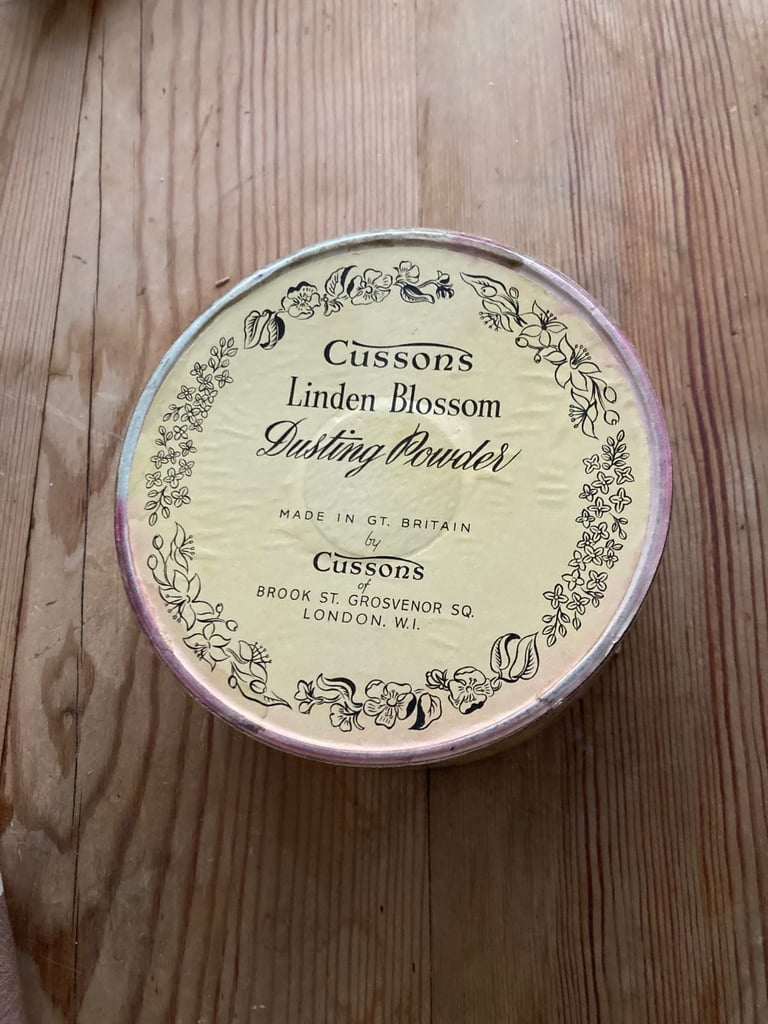 Cussons
Linden Blossom
Dusting Powder
MADE IN GT. BRITAIN
by
Cussons
of
BROOK ST. GROSVENOR SQ.
LONDON. W.I.